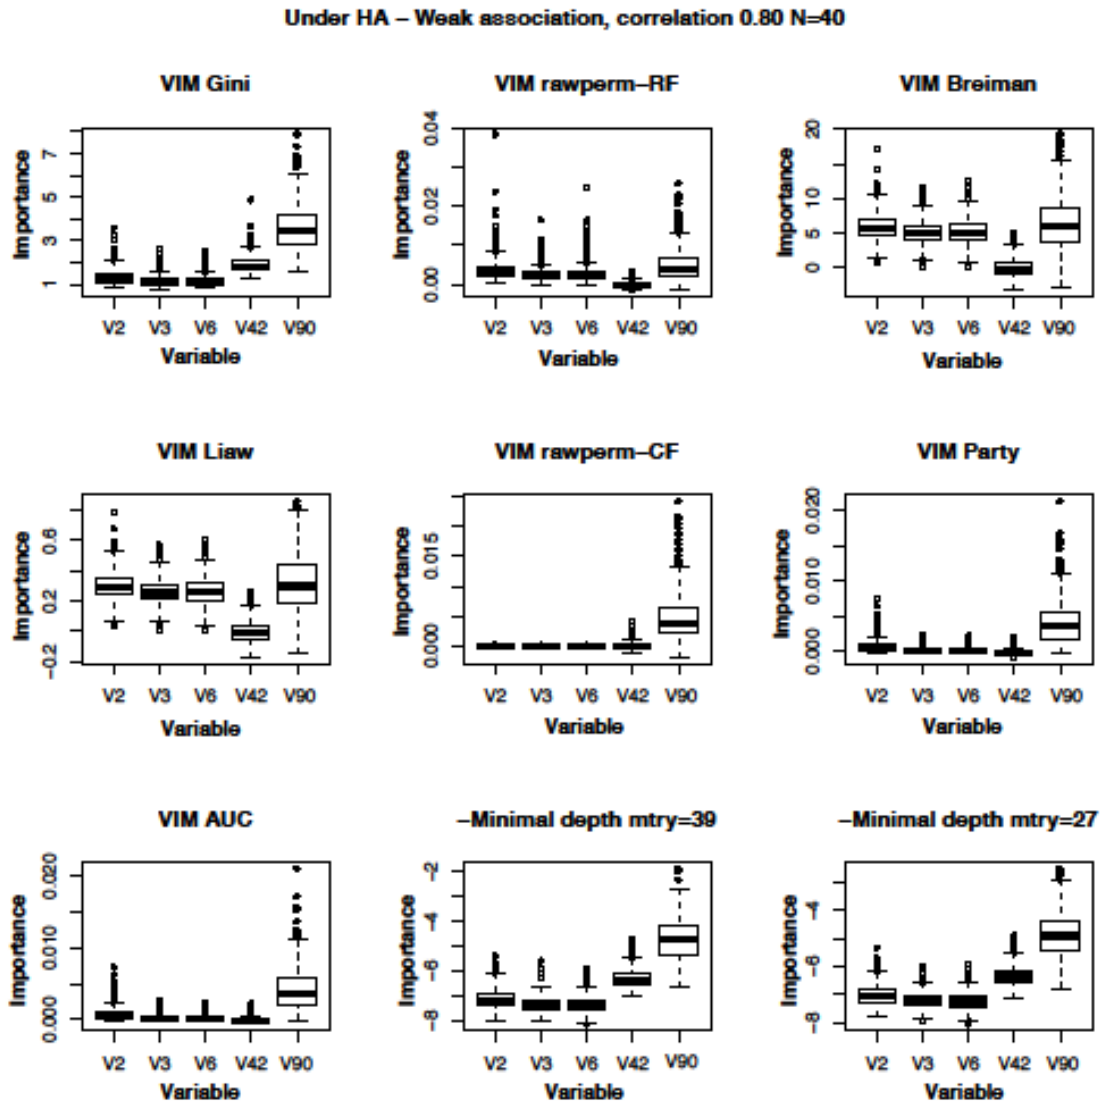 Under HA – Weak association, correlation 0.80 N=40
VIM Gini
Importance
7
5
3
1
V2 V3 V6 V42 V90
Variable
VIM rawperm–RF
Importance
0.04
0.02
0.00
V2 V3 V6 V42 V90
Variable
VIM Breiman
Importance
20
10
5
0
V2 V3 V6 V42 V90
Variable
VIM Liaw
Importance
0.6
0.2
–0.2
V2 V3 V6 V42 V90
Variable
VIM rawperm–CF
Importance
0.015
0.000
V2 V3 V6 V42 V90
Variable
VIM Party
Importance
0.020
0.010
0.000
V2 V3 V6 V42 V90
Variable
VIM AUC
Importance
0.020
0.010
0.000
V2 V3 V6 V42 V90
Variable
–Minimal depth mtry=39
Importance
–2
–4
–6
–8
V2 V3 V6 V42 V90
Variable
–Minimal depth mtry=27
Importance
–4
–6
–8
V2 V3 V6 V42 V90
Variable